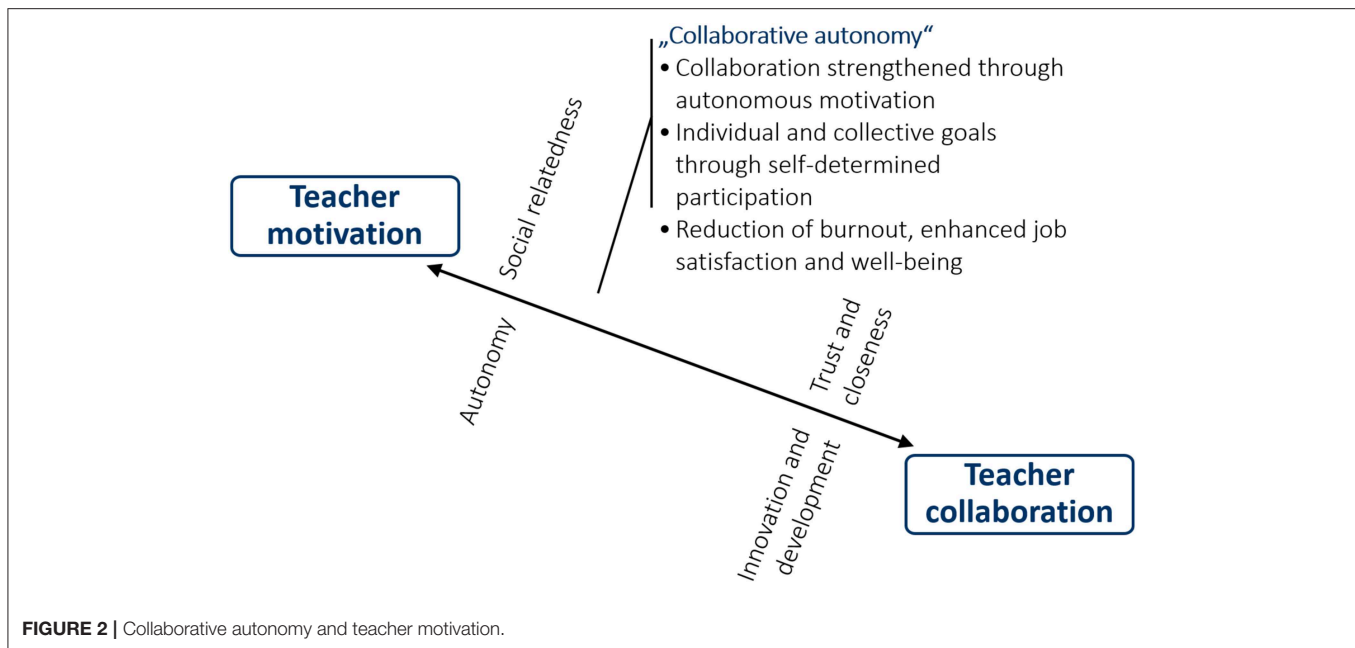 „Collaborative autonomy“
• Collaboration strengthened through
autonomous motivation
• Individual and collective goals
through self-determined
participation
• Reduction of burnout, enhanced job
satisfaction and well-being
Social relatedness
Teacher
motivation
Autonomy
Trust and
closeness
Innovation and
development
Teacher
collaboration
FIGURE 2 | Collaborative autonomy and teacher motivation.